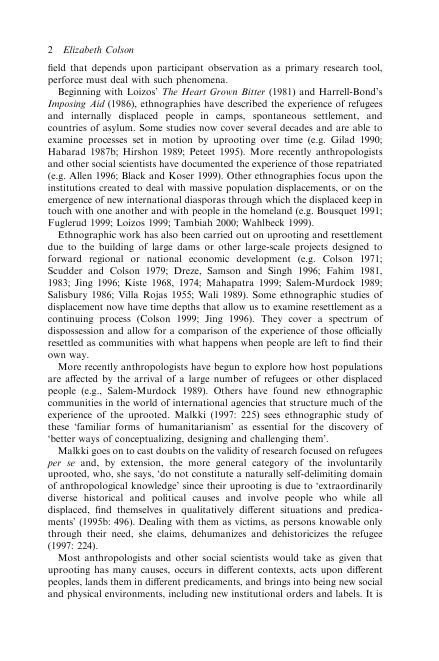 2 Elizabeth Colson
field that depends upon participant observation as a primary research tool,
perforce must deal with such phenomena.
Beginning with Loizos' The Heart Grown Bitter (1981) and Harrell-Bond's
Imposing Aid (1986), ethnographies have described the experience of refugees
and internally displaced people in camps, spontaneous settlement, and
countries of asylum. Some studies now cover several decades and are able to
examine processes set in motion by uprooting over time (e.g. Gilad 1990;
Habarad 1987b; Hirshon 1989; Peteet 1995). More recently anthropologists
and other social scientists have documented the experience of those repatriated
(e.g. Allen 1996; Black and Koser 1999). Other ethnographies focus upon the
institutions created to deal with massive population displacements, or on the
emergence of new international diasporas through which the displaced keep in
touch with one another and with people in the homeland (e.g. Bousquet 1991;
Fuglerud 1999; Loizos 1999; Tambiah 2000; Wahlbeck 1999).
Ethnographic work has also been carried out on uprooting and resettlement
due to the building of large dams or other large-scale projects designed to
forward regional or national economic development (e.g. Colson 1971;
Scudder and Colson 1979; Dreze, Samson and Singh 1996; Fahim 1981,
1983; Jing 1996; Kiste 1968, 1974; Mahapatra 1999; Salem-Murdock 1989;
Salisbury 1986; Villa Rojas 1955; Wali 1989). Some ethnographic studies of
displacement now have time depths that allow us to examine resettlement as a
continuing process (Colson 1999; Jing 1996). They cover a spectrum of
dispossession and allow for a comparison of the experience of those officially
resettled as communities with what happens when people are left to find their
own way.
More recently anthropologists have begun to explore how host populations
are affected by the arrival of a large number of refugees or other displaced
people (e.g., Salem-Murdock 1989). Others have found new ethnographic
communities in the world of international agencies that structure much of the
experience of the uprooted. Malkki (1997: 225) sees ethnographic study of
these 'familiar forms of humanitarianism' as essential for the discovery of
'better ways of conceptualizing, designing and challenging them'.
Malkki goes on to cast doubts on the validity of research focused on refugees
per se and, by extension, the more general category of the involuntarily
uprooted, who, she says, 'do not constitute a naturally self-delimiting domain
of anthropological knowledge' since their uprooting is due to 'extraordinarily
diverse historical and political causes and involve people who while all
displaced, find themselves in qualitatively different situations and predica-
ments' (1995b: 496). Dealing with them as victims, as persons knowable only
through their need, she claims, dehumanizes and dehistoricizes the refugee
(1997: 224).
Most anthropologists and other social scientists would take as given that
uprooting has many causes, occurs in different contexts, acts upon different
peoples, lands them in different predicaments, and brings into being new social
and physical environments, including new institutional orders and labels. It is